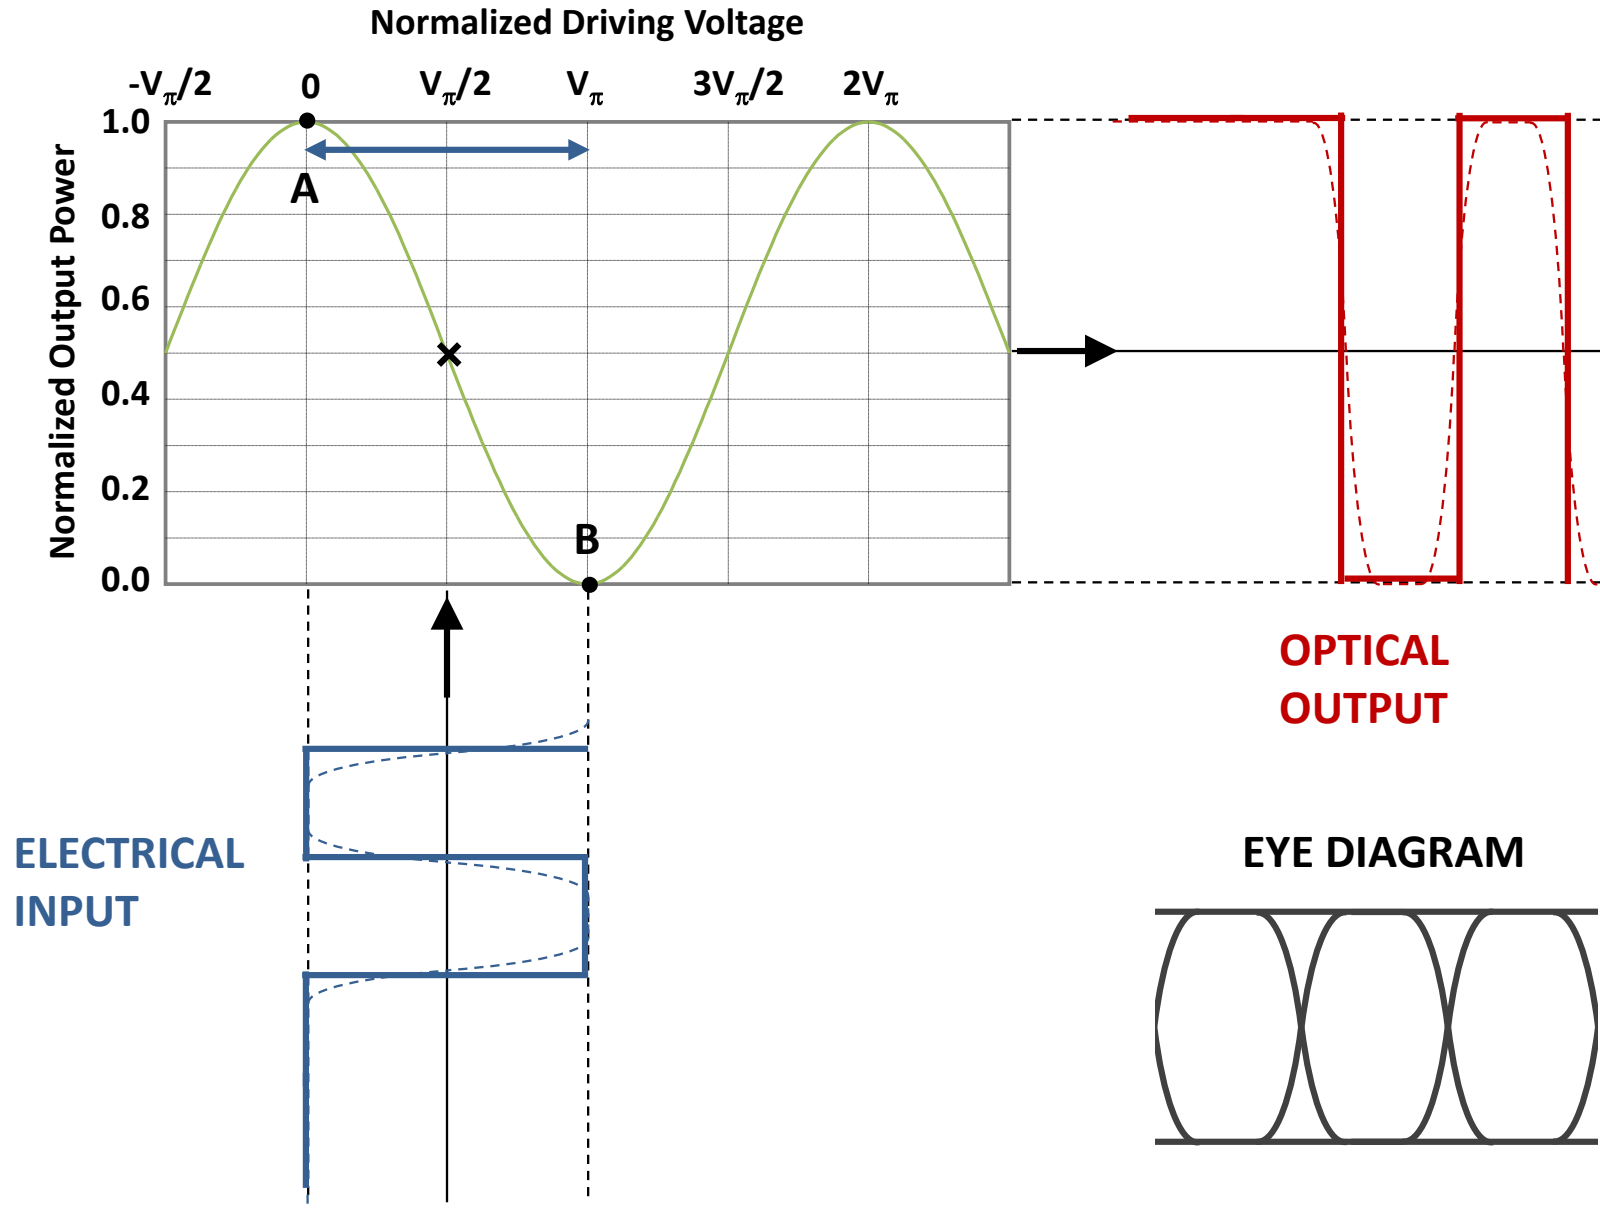 Normalized Driving Voltage
-Vπ/2 0 Vπ/2 Vπ 3Vπ/2 2Vπ
Normalized Output Power
1.0
0.8
0.6
0.4
0.2
0.0
A
B
OPTICAL
OUTPUT
ELECTRICAL
INPUT
EYE DIAGRAM